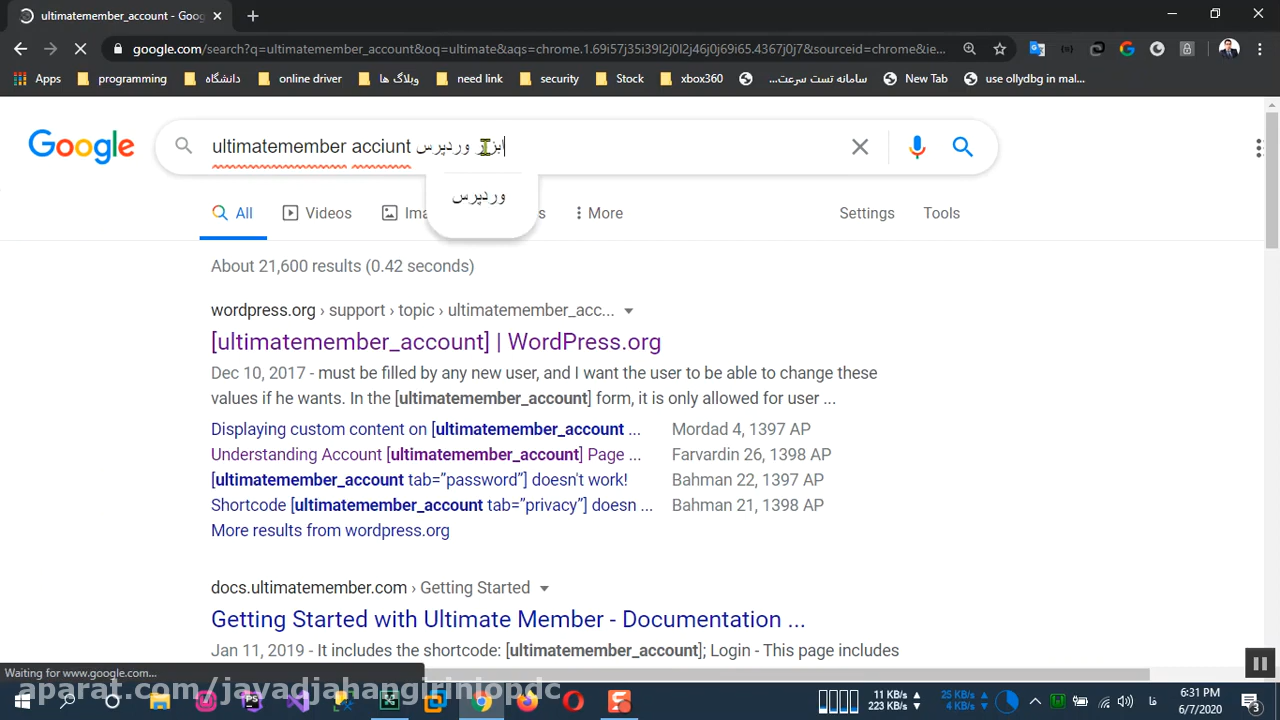 ultimatemember_account - Goog
google.com/search?q=ultimatemember_account&oq=ultimate&aqs=chrome.1.69i57j35i39l2j0l2j46j0j69i65.4367j0j7&sourceid=chrome&ie...
Apps programming دانشگاه online driver وبلاگ ها need link security Stock xbox360 سامانه تست سرعت... New Tab use ollydbg in mal...
Google
ultimatemember acciunt ابزار وردپرس
وردپرس
All Videos Ima s More Settings Tools
About 21,600 results (0.42 seconds)
wordpress.org › support › topic › ultimatemember_acc...
[ultimatemember_account] | WordPress.org
Dec 10, 2017 - must be filled by any new user, and I want the user to be able to change these
values if he wants. In the [ultimatemember_account] form, it is only allowed for user ...
Displaying custom content on [ultimatemember_account ... Mordad 4, 1397 AP
Understanding Account [ultimatemember_account] Page ... Farvardin 26, 1398 AP
[ultimatemember_account tab=”password”] doesn't work! Bahman 22, 1397 AP
Shortcode [ultimatemember_account tab=”privacy”] doesn ... Bahman 21, 1398 AP
More results from wordpress.org
docs.ultimatemember.com › Getting Started
Getting Started with Ultimate Member - Documentation ...
Jan 11, 2019 - It includes the shortcode: [ultimatemember_account]; Login - This page includes
Waiting for www.google.com...
aparat.com/javadjahangiriniopdc
11 KB/s 25 KB/s فا 6:31 PM
223 KB/s 4 KB/s 6/7/2020 3